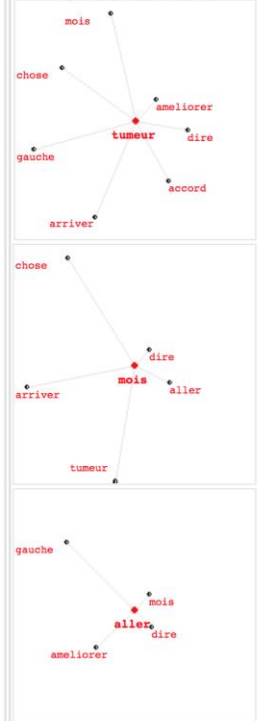 mois
chose
ameliorer
tumeur
dire
gauche
accord
arriver
chose
dire
mois
aller
arriver
tumeur
gauche
mois
aller
dire
ameliorer